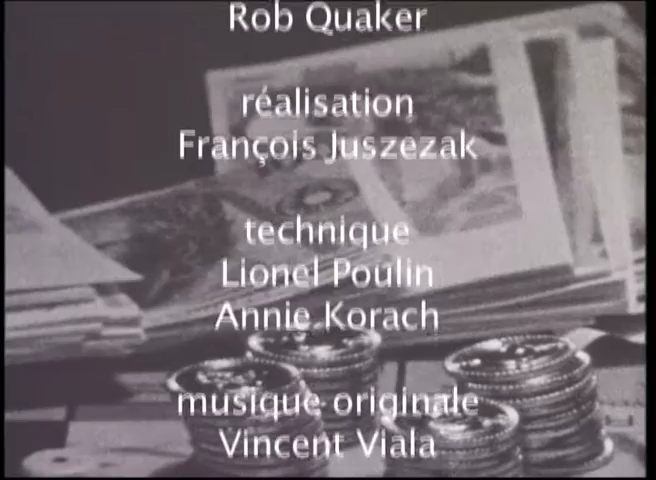 Rob Quaker
réalisation
François Juszezak
technique
Lionel Poulin
Annie Korach
musique originale
Vincent Viala